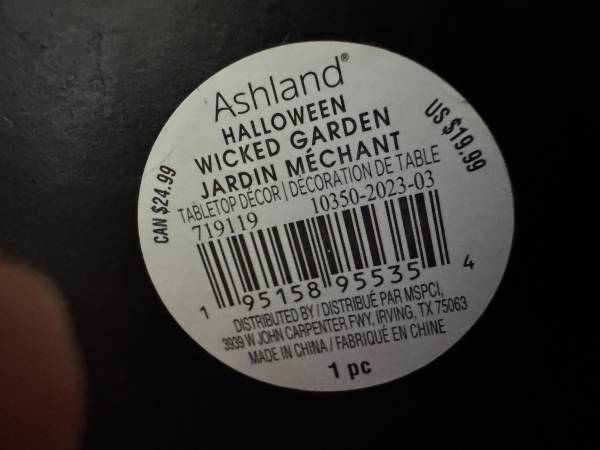 Ashland®
HALLOWEEN
WICKED GARDEN
JARDIN MÉCHANT
TABLETOP DÉCOR | DÉCORATION DE TABLE
719119 10350-2023-03
CAN $24.99
US $19.99
1 95158 95535 4
DISTRIBUTED BY / DISTRIBUÉ PAR MSPCI,
3939 W JOHN CARPENTER FWY, IRVING, TX 75063
MADE IN CHINA / FABRIQUÉ EN CHINE
1 pc